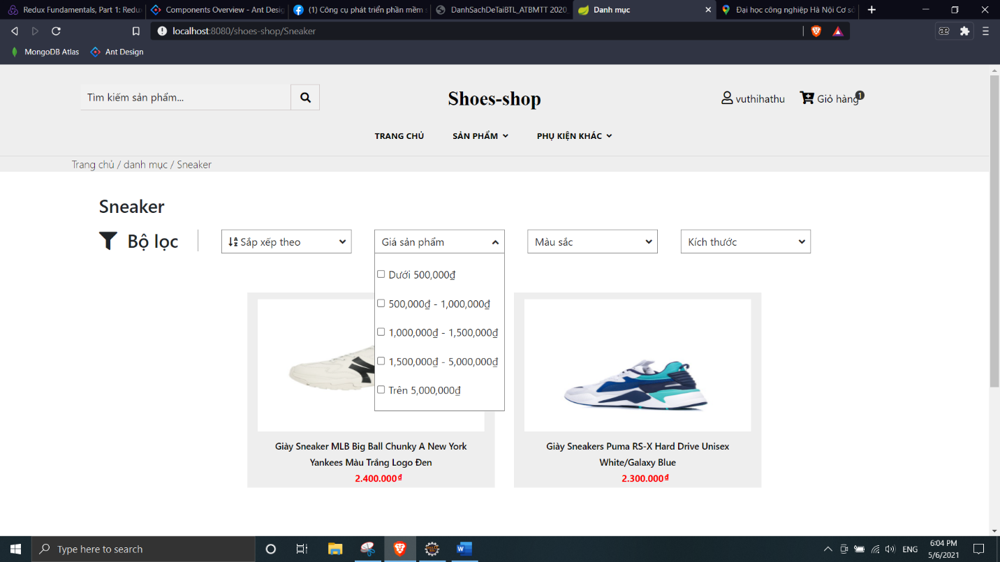 Redux Fundamentals, Part 1: Redux
Components Overview - Ant Desig
(1) Công cụ phát triển phần mềm s
DanhSachDeTaiBTL_ATBMTT 2020_
Danh mục
Đại học công nghiệp Hà Nội Cơ sở
localhost:8080/shoes-shop/Sneaker
MongoDB Atlas
Ant Design
Tìm kiếm sản phẩm...
Shoes-shop
vuthihathu
Giỏ hàng
1
TRANG CHỦ
SẢN PHẨM
PHỤ KIỆN KHÁC
Trang chủ / danh mục / Sneaker
Sneaker
Bộ lọc
Sắp xếp theo
Giá sản phẩm
Màu sắc
Kích thước
Dưới 500,000₫
500,000₫ - 1,000,000₫
1,000,000₫ - 1,500,000₫
1,500,000₫ - 5,000,000₫
Trên 5,000,000₫
Giày Sneaker MLB Big Ball Chunky A New York
Yankees Màu Trắng Logo Đen
2.400.000₫
Giày Sneakers Puma RS-X Hard Drive Unisex
White/Galaxy Blue
2.300.000₫
Type here to search
ENG
6:04 PM
5/6/2021